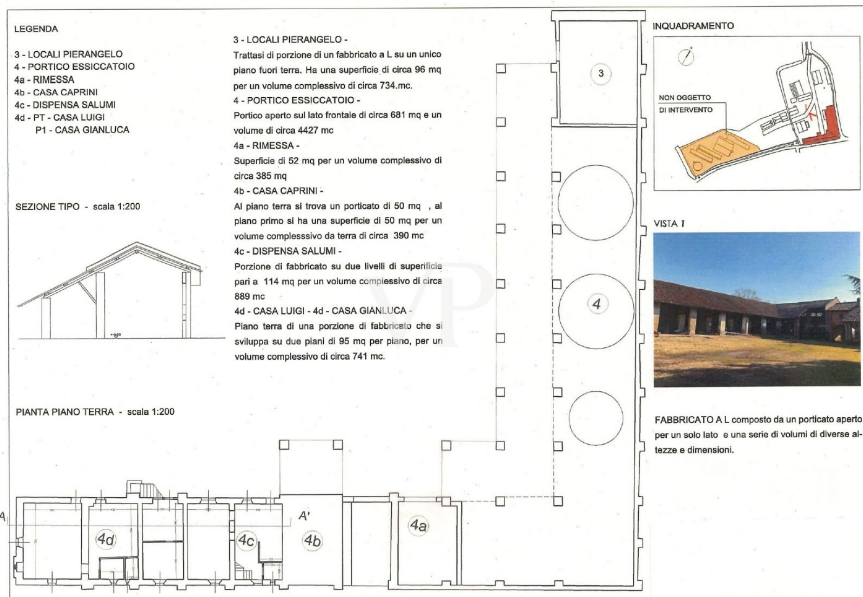 LEGENDA
3 - LOCALI PIERANGELO
4 - PORTICO ESSICCATOIO
4a - RIMESSA
4b - CASA CAPRINI
4c - DISPENSA SALUMI
4d - PT - CASA LUIGI
P1 - CASA GIANLUCA
SEZIONE TIPO - scala 1:200
PIANTA PIANO TERRA - scala 1:200
3 - LOCALI PIERANGELO -
Trattasi di porzione di un fabbricato a L su un unico
piano fuori terra. Ha una superficie di circa 96 mq
per un volume complessivo di circa 734.mc.
4 - PORTICO ESSICCATOIO -
Portico aperto sul lato frontale di circa 681 mq e un
volume di circa 4427 mc
4a - RIMESSA -
Superficie di 52 mq per un volume complessivo di
circa 385 mq
4b - CASA CAPRINI -
Al piano terra si trova un porticato di 50 mq , al
piano primo si ha una superficie di 50 mq per un
volume complesssivo da terra di circa 390 mc
4c - DISPENSA SALUMI -
Porzione di fabbricato su due livelli di superificie
pari a 114 mq per un volume complessivo di circa
889 mc
4d - CASA LUIGI - 4d - CASA GIANLUCA -
Piano terra di una porzione di fabbricato che si
sviluppa su due piani di 95 mq per piano, per un
volume complessivo di circa 741 mc.
VP
3
4
A
A'
4d
4c
4b
4a
INQUADRAMENTO
NON OGGETTO
DI INTERVENTO
VISTA 1
FABBRICATO A L composto da un porticato aperto
per un solo lato e una serie di volumi di diverse al-
tezze e dimensioni.